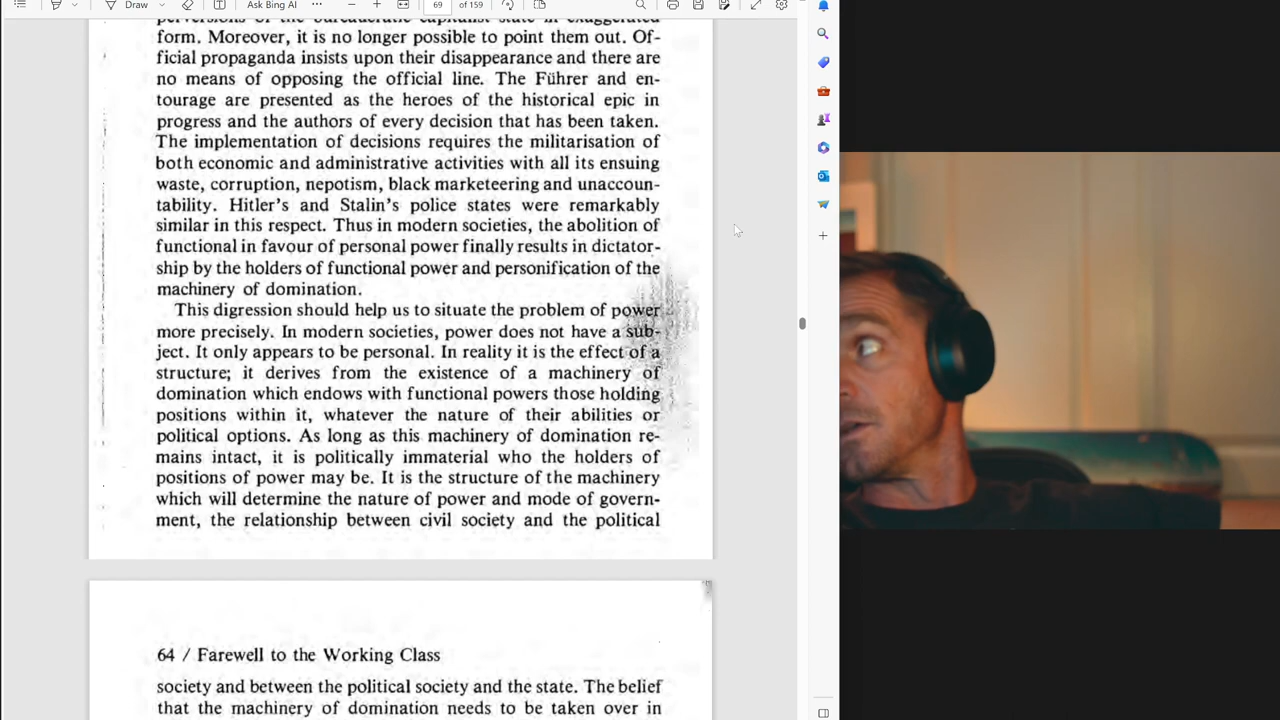 Draw
Ask Bing AI
69 of 159
perversions of the bureaucratic capitalist state in exaggerated
form. Moreover, it is no longer possible to point them out. Of-
ficial propaganda insists upon their disappearance and there are
no means of opposing the official line. The Führer and en-
tourage are presented as the heroes of the historical epic in
progress and the authors of every decision that has been taken.
The implementation of decisions requires the militarisation of
both economic and administrative activities with all its ensuing
waste, corruption, nepotism, black marketeering and unaccoun-
tability. Hitler's and Stalin's police states were remarkably
similar in this respect. Thus in modern societies, the abolition of
functional in favour of personal power finally results in dictator-
ship by the holders of functional power and personification of the
machinery of domination.
This digression should help us to situate the problem of power
more precisely. In modern societies, power does not have a sub-
ject. It only appears to be personal. In reality it is the effect of a
structure; it derives from the existence of a machinery of
domination which endows with functional powers those holding
positions within it, whatever the nature of their abilities or
political options. As long as this machinery of domination re-
mains intact, it is politically immaterial who the holders of
positions of power may be. It is the structure of the machinery
which will determine the nature of power and mode of govern-
ment, the relationship between civil society and the political
64 / Farewell to the Working Class
society and between the political society and the state. The belief
that the machinery of domination needs to be taken over in